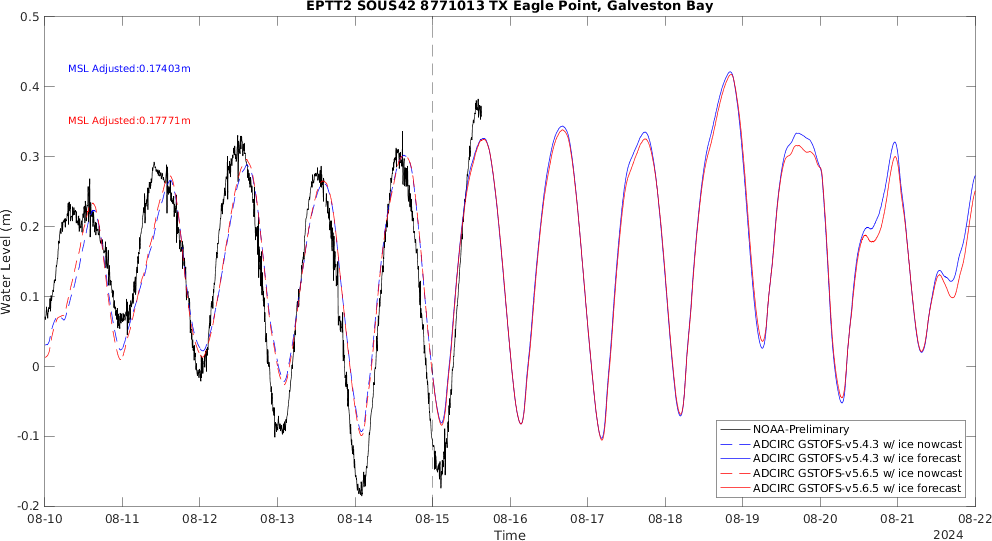 EPTT2 SOUS42 8771013 TX Eagle Point, Galveston Bay
0.5
MSL Adjusted:0.17403m
0.4
MSL Adjusted:0.17771m
0.3
0.2
Water Level (m)
0.1
0
-0.1
NOAA-Preliminary
ADCIRC GSTOFS-v5.4.3 w/ ice nowcast
ADCIRC GSTOFS-v5.4.3 w/ ice forecast
ADCIRC GSTOFS-v5.6.5 w/ ice nowcast
ADCIRC GSTOFS-v5.6.5 w/ ice forecast
-0.2
08-10 08-11 08-12 08-13 08-14 08-15 08-16 08-17 08-18 08-19 08-20 08-21 08-22
Time
2024